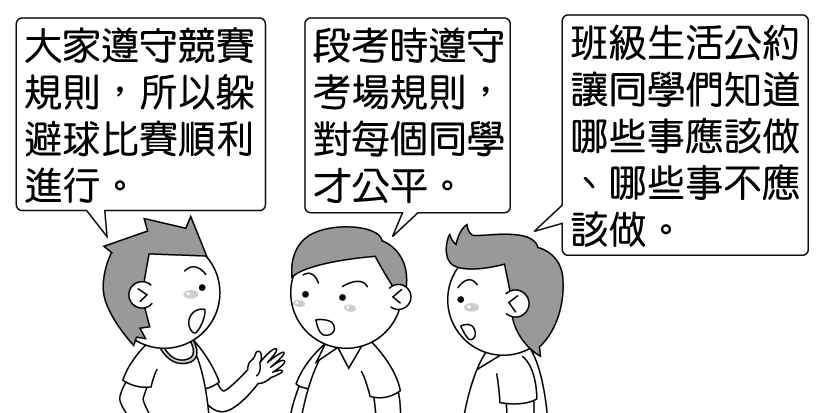 大家遵守競賽
規則，所以躲
避球比賽順利
進行。
段考時遵守
考場規則，
對每個同學
才公平。
班級生活公約
讓同學們知道
哪些事應該做
、哪些事不應
該做。